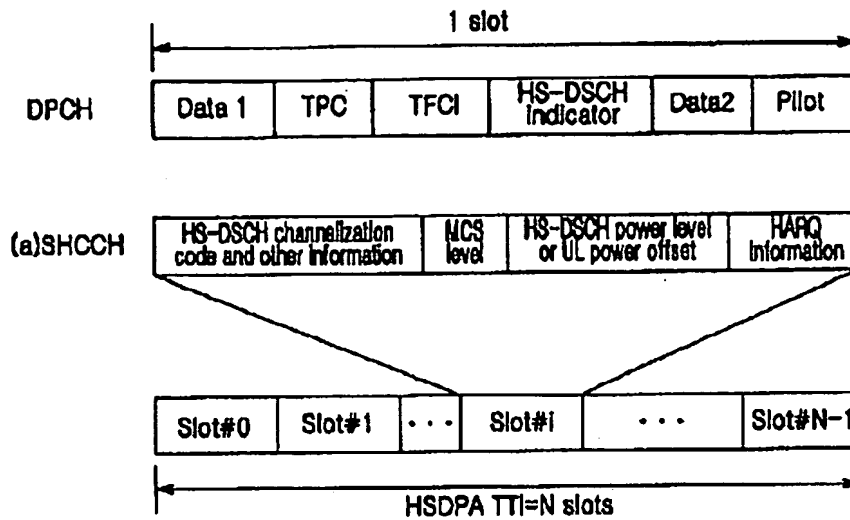 1 slot
DPCH
Data 1
TPC
TFCI
HS-DSCH
indicator
Data2
Pilot
(a)SHCCH
HS-DSCH channelization
code and other information
MCS
level
HS-DSCH power level
or UL power offset
HARQ
information
Slot#0
Slot#1
...
Slot#i
...
Slot#N-1
HSDPA TTI=N slots